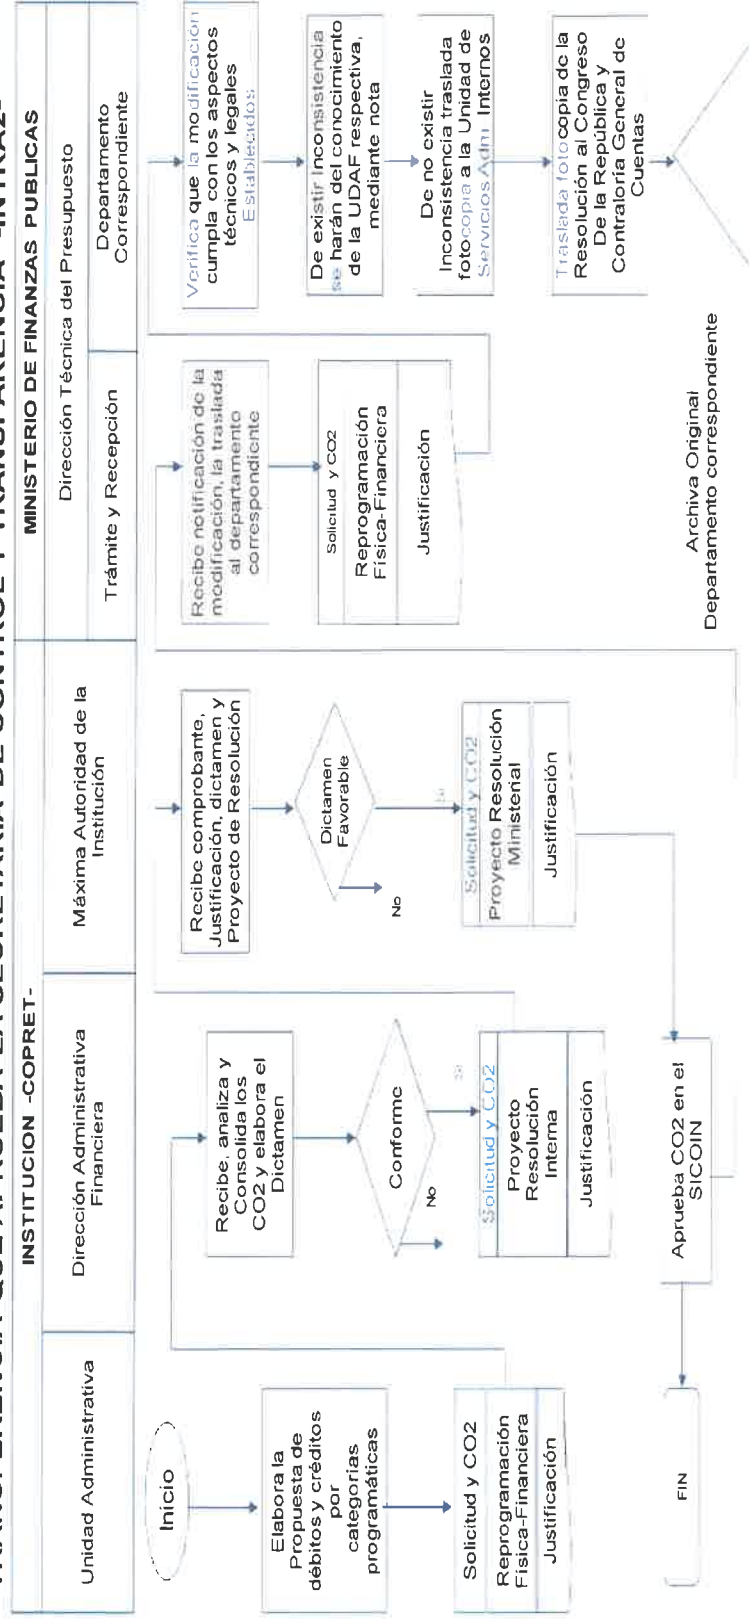 INSTITUCION -COPRET-
MINISTERIO DE FINANZAS PUBLICAS
Unidad Administrativa
Dirección Administrativa
Financiera
Máxima Autoridad de la
Institución
Dirección Técnica del Presupuesto
Trámite y Recepción
Departamento
Correspondiente
Inicio
Elabora la
Propuesta de
débitos y créditos
por
categorias
programáticas
Solicitud y CO2
Reprogramación
Física-Financiera
Justificación
Recibe, analiza y
Consolida los
CO2 y elabora el
Dictamen
Conforme
No
Si
Solicitud y CO2
Proyecto
Resolución
Interna
Justificación
Recibe comprobante,
Justificación, dictamen y
Proyecto de Resolución
Dictamen
Favorable
No
Si
Solicitud y CO2
Proyecto Resolución
Ministerial
Justificación
Aprueba CO2 en el
SICOIN
FIN
Recibe notificación de la
modificación, la traslada
al departamento
correspondiente
Solicitud y CO2
Reprogramación
Física-Financiera
Justificación
Verifica que la modificación
cumpla con los aspectos
técnicos y legales
Establecidos
De existir Inconsistencia
se harán del conocimiento
de la UDAF respectiva,
mediante nota
De no existir
Inconsistencia traslada
fotocopia a la Unidad de
Servicios Adm. Internos
Traslada fotocopia de la
Resolución al Congreso
De la República y
Contraloría General de
Cuentas
Archiva Original
Departamento correspondiente